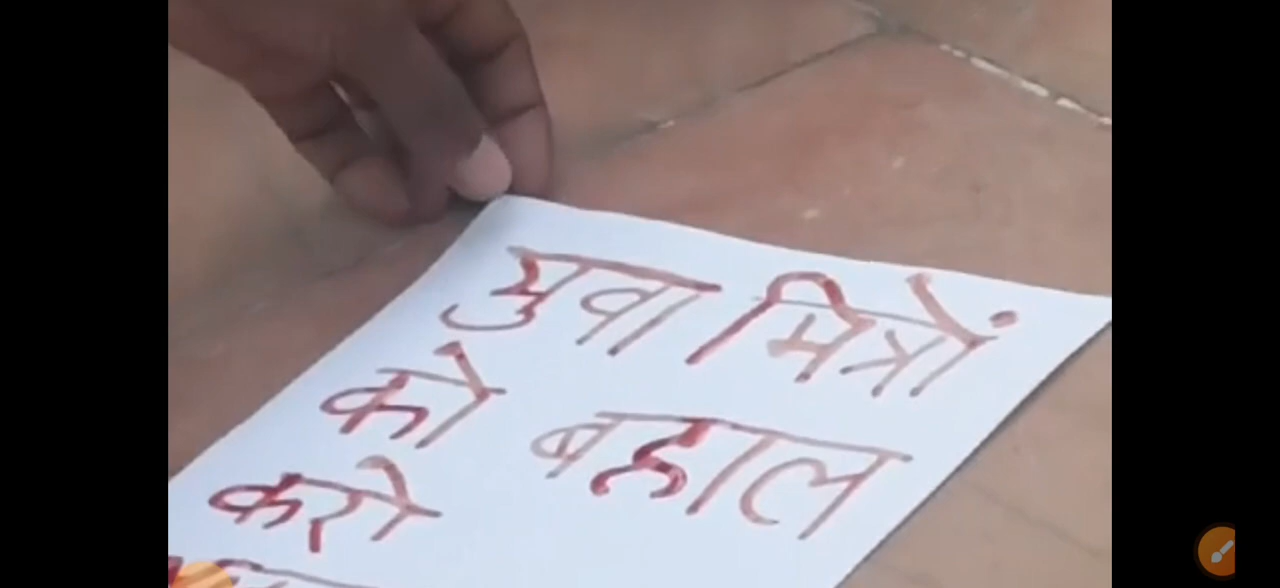 युवा मित्रों
को बहाल
करो